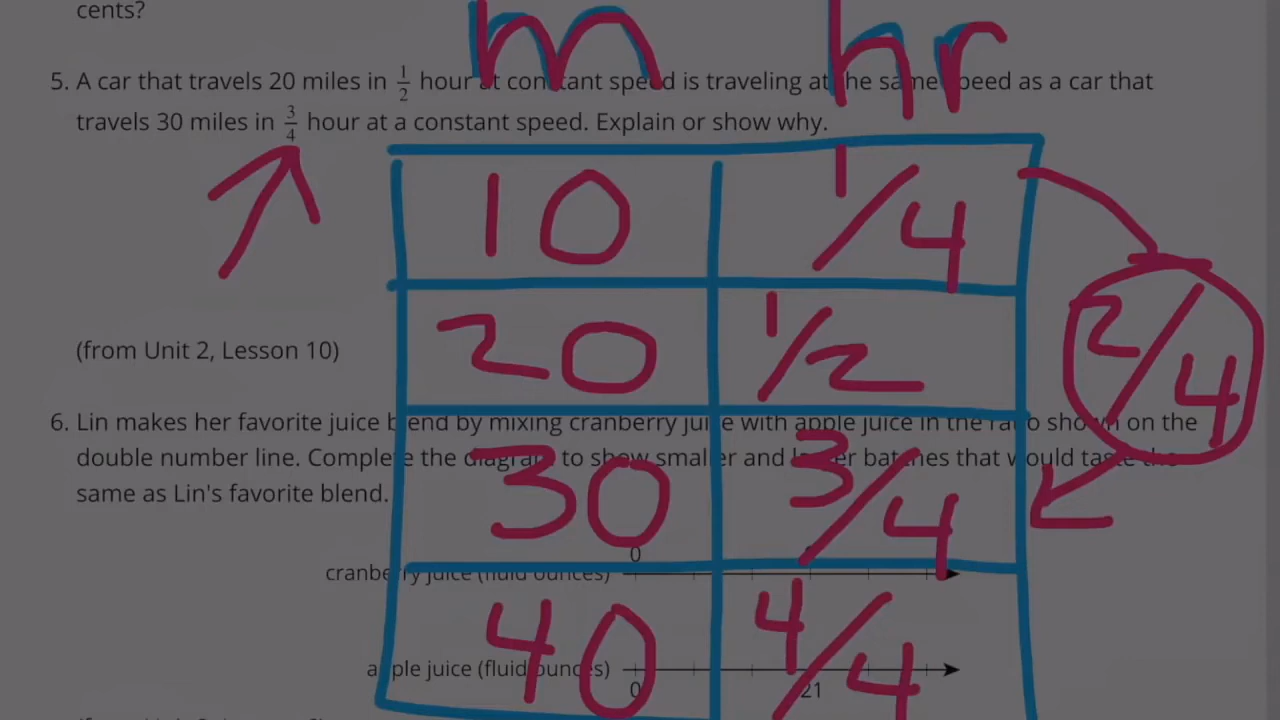 cents?
m hr
5. A car that travels 20 miles in 1/2 hour at constant speed is traveling at the same speed as a car that
travels 30 miles in 3/4 hour at a constant speed. Explain or show why.
10 1/4
20 1/2 2/4
(from Unit 2, Lesson 10)
6. Lin makes her favorite juice blend by mixing cranberry juice with apple juice in the ratio shown on the
double number line. Complete the diagram to show smaller and larger batches that would taste the
same as Lin's favorite blend.
30 3/4
0
cranberry juice (fluid ounces)
40 4/4
apple juice (fluid ounces)
0 21